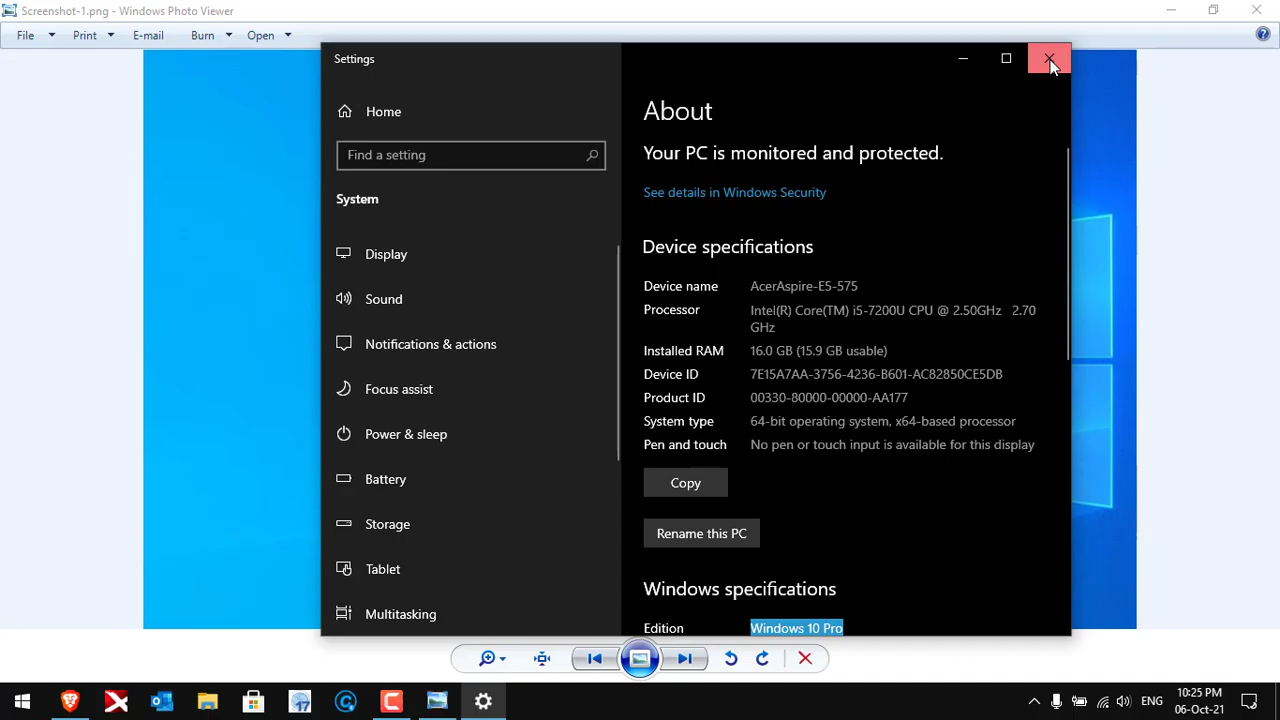 Screenshot-1.png - Windows Photo Viewer
File Print E-mail Burn Open
Settings
Home
Find a setting
System
Display
Sound
Notifications & actions
Focus assist
Power & sleep
Battery
Storage
Tablet
Multitasking
About
Your PC is monitored and protected.
See details in Windows Security
Device specifications
Device name AcerAspire-E5-575
Processor Intel(R) Core(TM) i5-7200U CPU @ 2.50GHz 2.70
GHz
Installed RAM 16.0 GB (15.9 GB usable)
Device ID 7E15A7AA-3756-4236-B601-AC82850CE5DB
Product ID 00330-80000-00000-AA177
System type 64-bit operating system, x64-based processor
Pen and touch No pen or touch input is available for this display
Copy
Rename this PC
Windows specifications
Edition Windows 10 Pro
17
ENG
10:25 PM
06-Oct-21